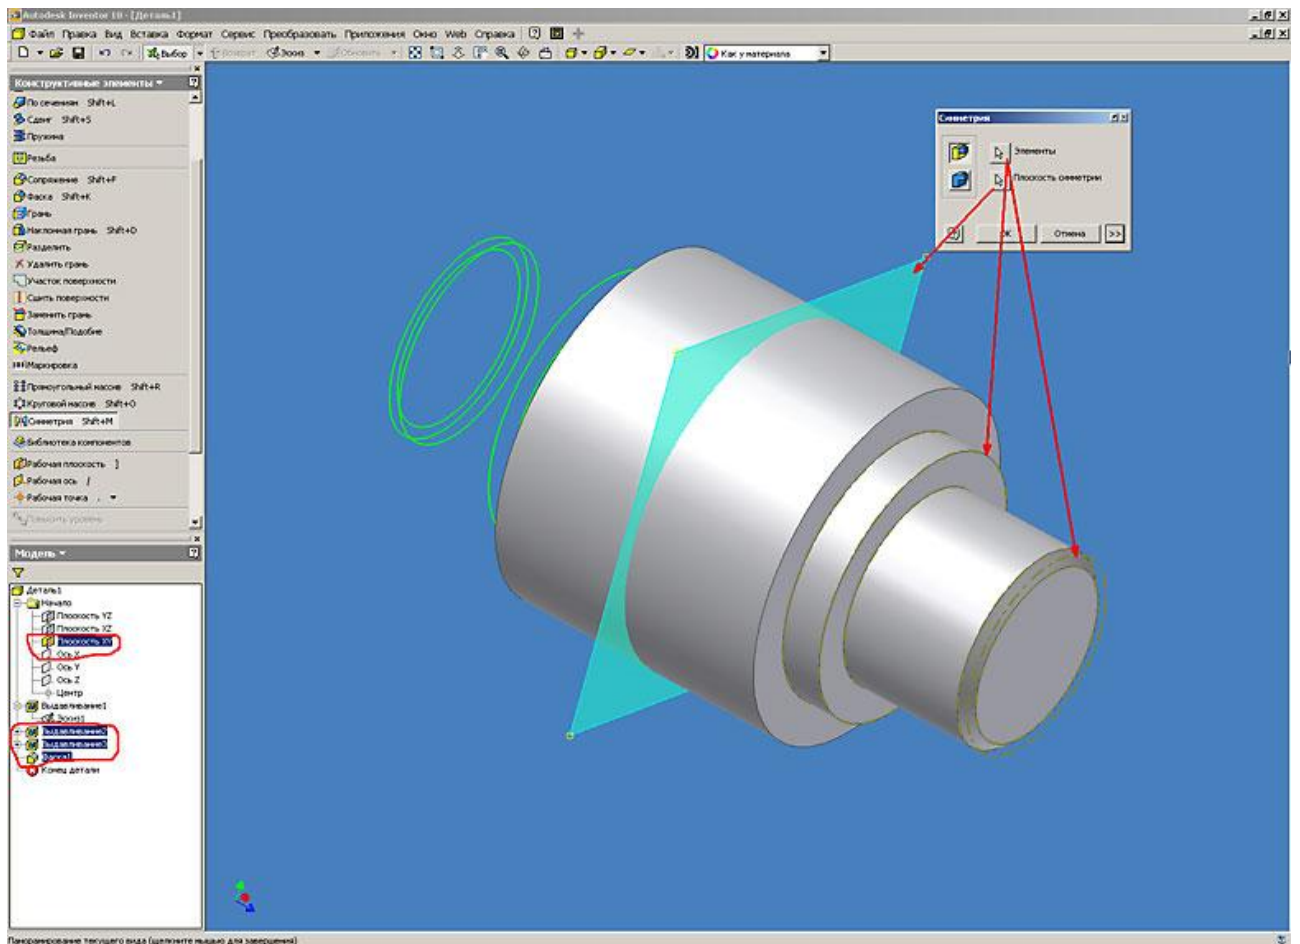 Autodesk Inventor 10 - [Деталь1]
Файл Правка Вид Вставка Формат Сервис Преобразовать Приложения Окно Web Справка
Выбор Возврат Эскиз Обновить Как у материала
Конструктивные элементы
По сечениям Shift+L
Сдвиг Shift+S
Пружина
Резьба
Сопряжение Shift+F
Фаска Shift+K
Грань
Наклонная грань Shift+D
Разделить
Удалить грань
Участок поверхности
Сшить поверхности
Заменить грань
Толщина/Подобие
Рельеф
Маркировка
Прямоугольный массив Shift+R
Круговой массив Shift+O
Симметрия Shift+M
Библиотека компонентов
Рабочая плоскость ]
Рабочая ось /
Рабочая точка .
Повысить уровень
Модель
Деталь1
Начало
Плоскость YZ
Плоскость XZ
Плоскость XY
Ось X
Ось Y
Ось Z
Центр
Выдавливание1
Эскиз1
Выдавливание2
Выдавливание3
Фаска1
Конец детали
Симметрия
Элементы
Плоскость симметрии
ОК Отмена >>
Панорамирование текущего вида (щелкните мышью для завершения)